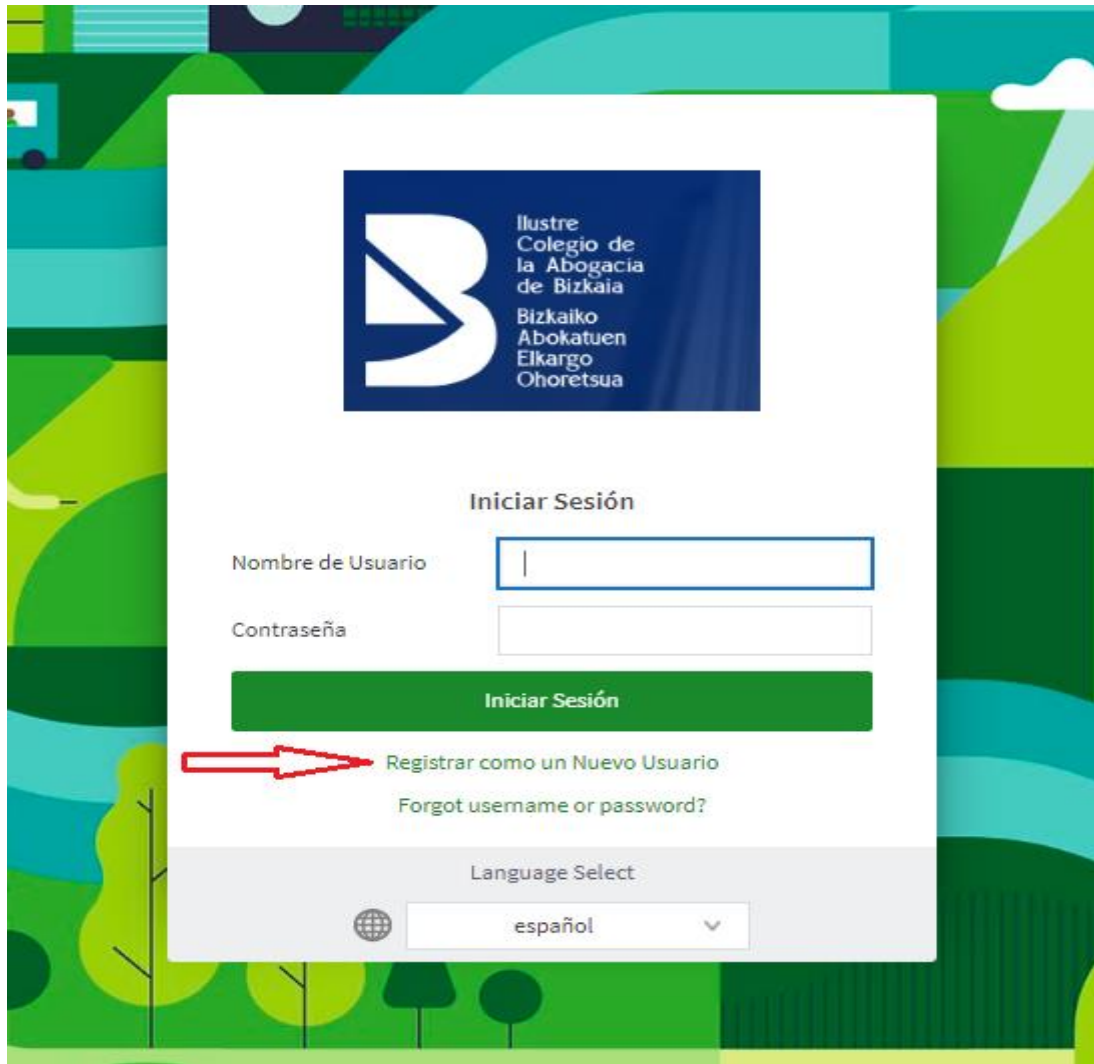 Ilustre
Colegio de
la Abogacia
de Bizkaia
Bizkaiko
Abokatuen
Elkargo
Ohoretsua
Iniciar Sesión
Nombre de Usuario
Contraseña
Iniciar Sesión
Registrar como un Nuevo Usuario
Forgot username or password?
Language Select
español